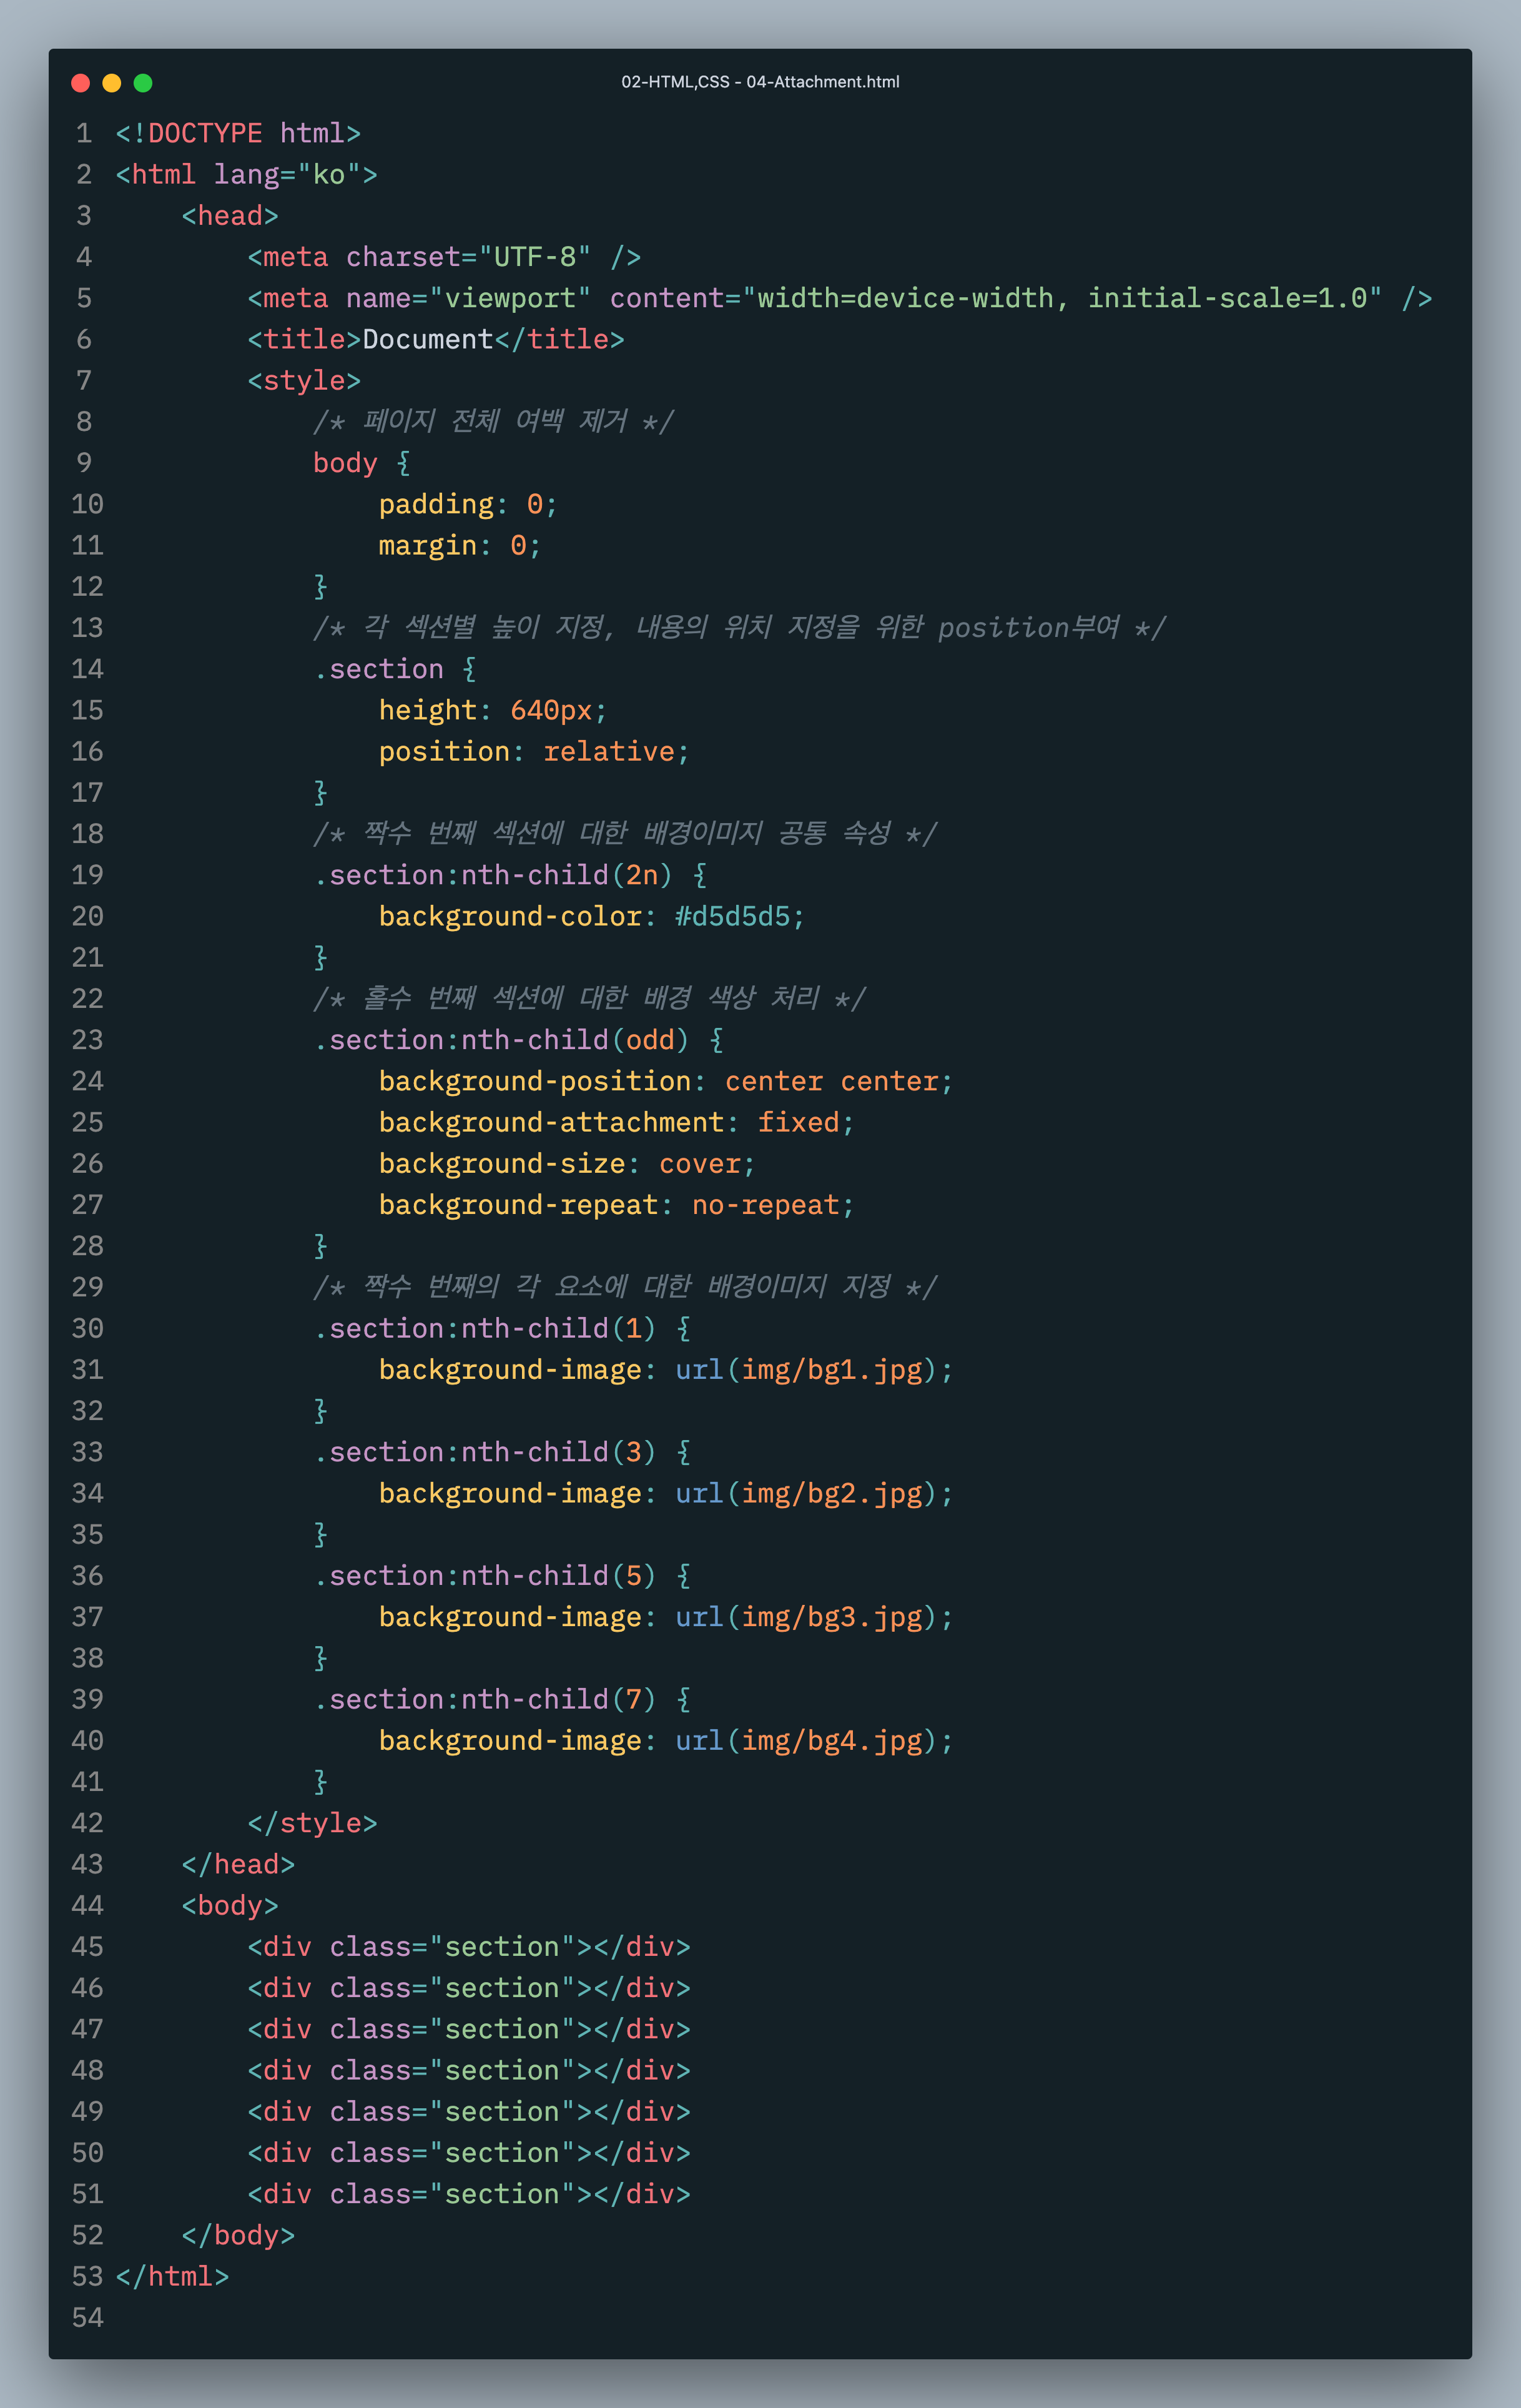 02-HTML,CSS - 04-Attachment.html
1 <!DOCTYPE html>
2 <html lang="ko">
3     <head>
4         <meta charset="UTF-8" />
5         <meta name="viewport" content="width=device-width, initial-scale=1.0" />
6         <title>Document</title>
7         <style>
8             /* 페이지 전체 여백 제거 */
9             body {
10                 padding: 0;
11                 margin: 0;
12             }
13             /* 각 섹션별 높이 지정, 내용의 위치 지정을 위한 position부여 */
14             .section {
15                 height: 640px;
16                 position: relative;
17             }
18             /* 짝수 번째 섹션에 대한 배경이미지 공통 속성 */
19             .section:nth-child(2n) {
20                 background-color: #d5d5d5;
21             }
22             /* 홀수 번째 섹션에 대한 배경 색상 처리 */
23             .section:nth-child(odd) {
24                 background-position: center center;
25                 background-attachment: fixed;
26                 background-size: cover;
27                 background-repeat: no-repeat;
28             }
29             /* 짝수 번째의 각 요소에 대한 배경이미지 지정 */
30             .section:nth-child(1) {
31                 background-image: url(img/bg1.jpg);
32             }
33             .section:nth-child(3) {
34                 background-image: url(img/bg2.jpg);
35             }
36             .section:nth-child(5) {
37                 background-image: url(img/bg3.jpg);
38             }
39             .section:nth-child(7) {
40                 background-image: url(img/bg4.jpg);
41             }
42         </style>
43     </head>
44     <body>
45         <div class="section"></div>
46         <div class="section"></div>
47         <div class="section"></div>
48         <div class="section"></div>
49         <div class="section"></div>
50         <div class="section"></div>
51         <div class="section"></div>
52     </body>
53 </html>
54